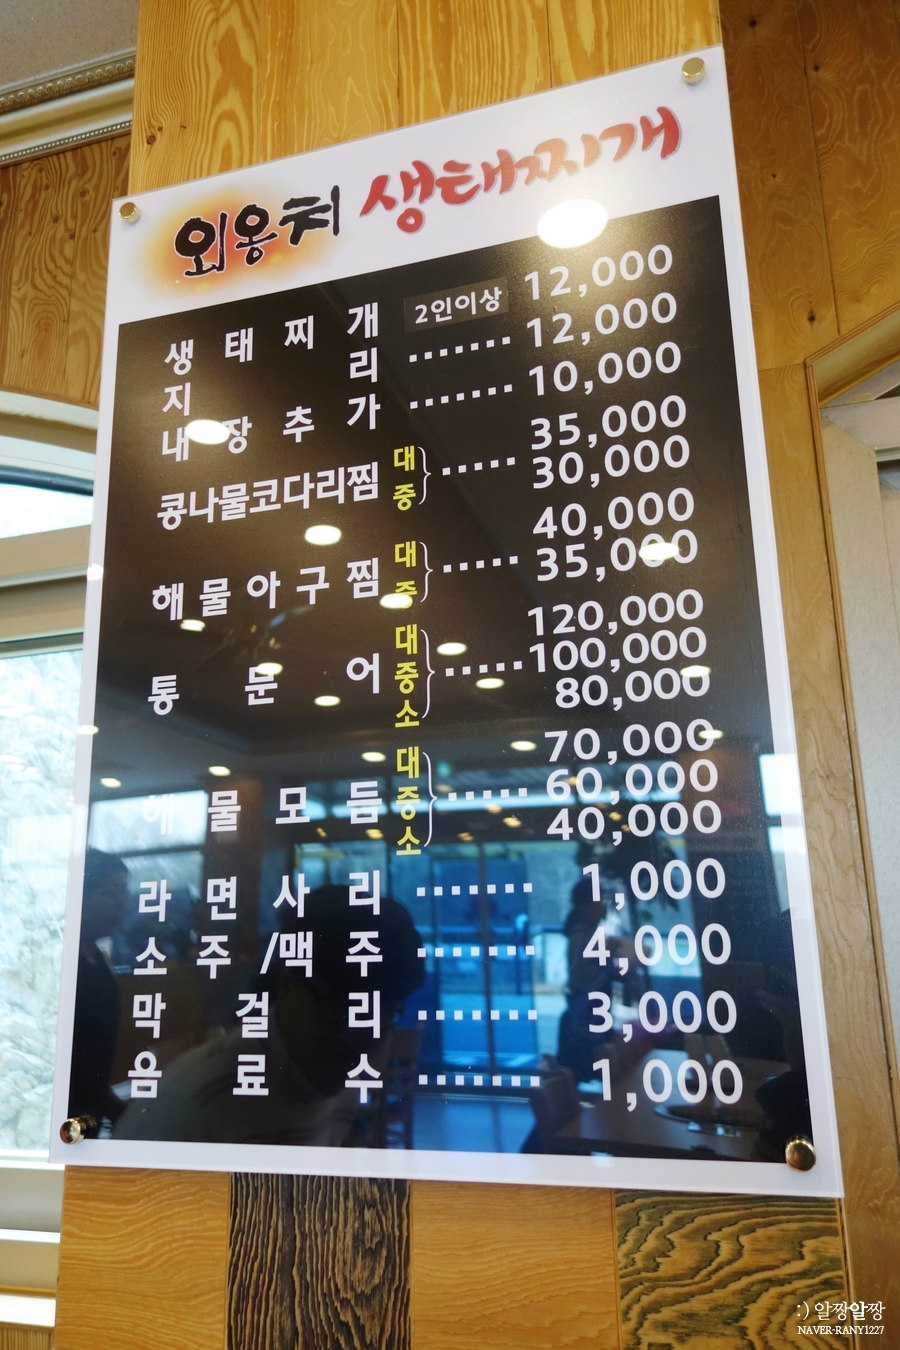 외옹치 생태찌개
생태찌개 2인이상 12,000
지리 ....... 12,000
내장추가 ....... 10,000
콩나물코다리찜 대 ..... 35,000
중 30,000
해물아구찜 대 ..... 40,000
중 35,000
통문어 대 120,000
중 ..... 100,000
소 80,000
해물모듬 대 70,000
중 ..... 60,000
소 40,000
라면사리 ....... 1,000
소주/맥주 ....... 4,000
막걸리 ....... 3,000
음료수 ....... 1,000
:) 알짱알짱
NAVER-RANY1227